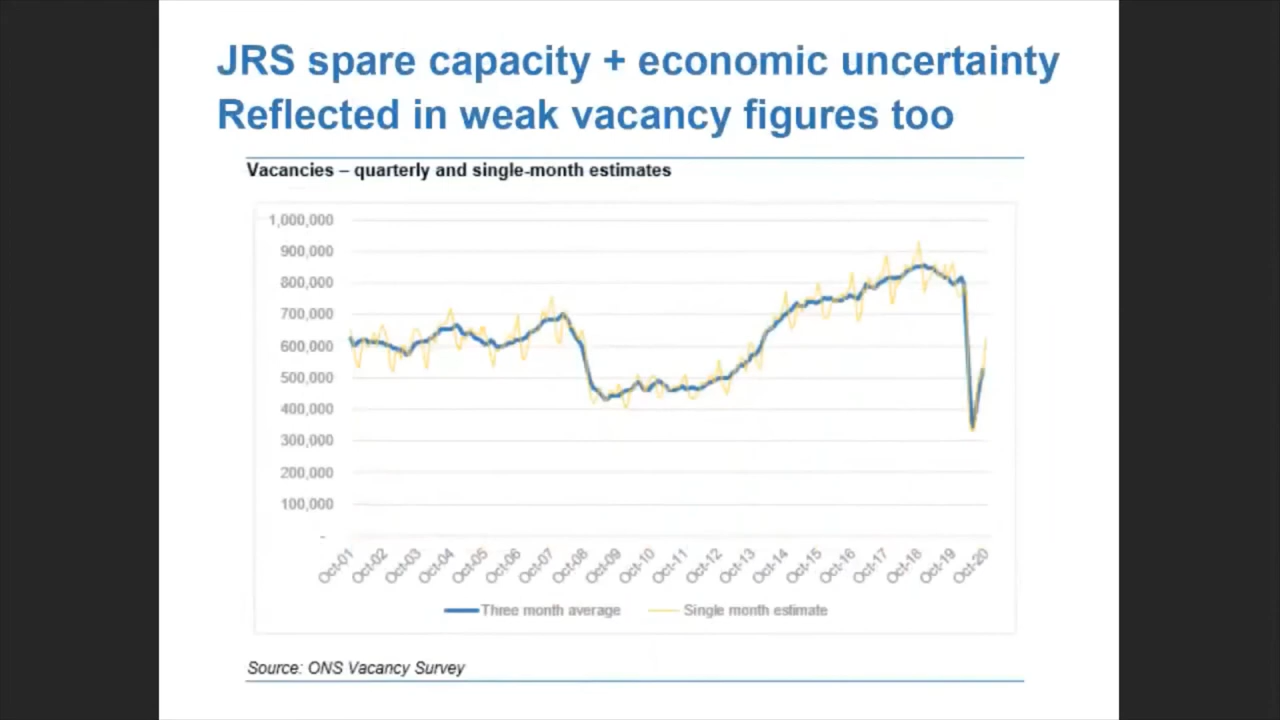 JRS spare capacity + economic uncertainty
Reflected in weak vacancy figures too
Vacancies – quarterly and single-month estimates
1,000,000
900,000
800,000
700,000
600,000
500,000
400,000
300,000
200,000
100,000
-
Oct-01 Oct-02 Oct-03 Oct-04 Oct-05 Oct-06 Oct-07 Oct-08 Oct-09 Oct-10 Oct-11 Oct-12 Oct-13 Oct-14 Oct-15 Oct-16 Oct-17 Oct-18 Oct-19 Oct-20
Three month average Single month estimate
Source: ONS Vacancy Survey